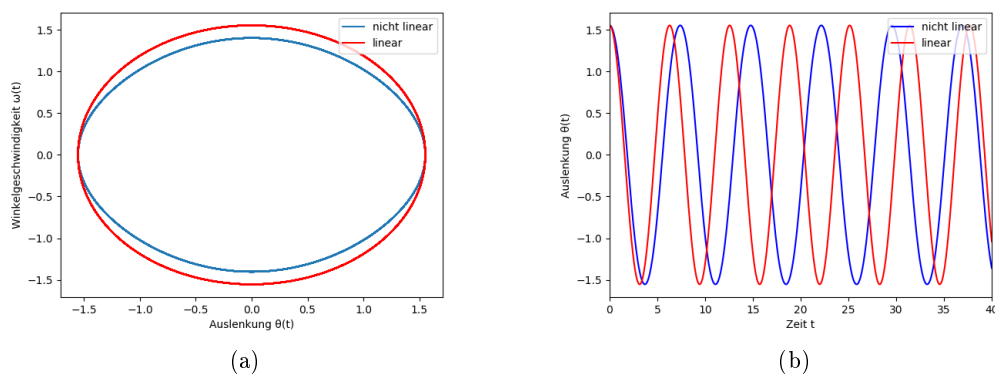 nicht linear
linear
Winkelgeschwindigkeit ω(t)
1.5
1.0
0.5
0.0
−0.5
−1.0
−1.5
−1.5 −1.0 −0.5 0.0 0.5 1.0 1.5
Auslenkung θ(t)
(a)
nicht linear
linear
Auslenkung θ(t)
1.5
1.0
0.5
0.0
−0.5
−1.0
−1.5
0 5 10 15 20 25 30 35 40
Zeit t
(b)